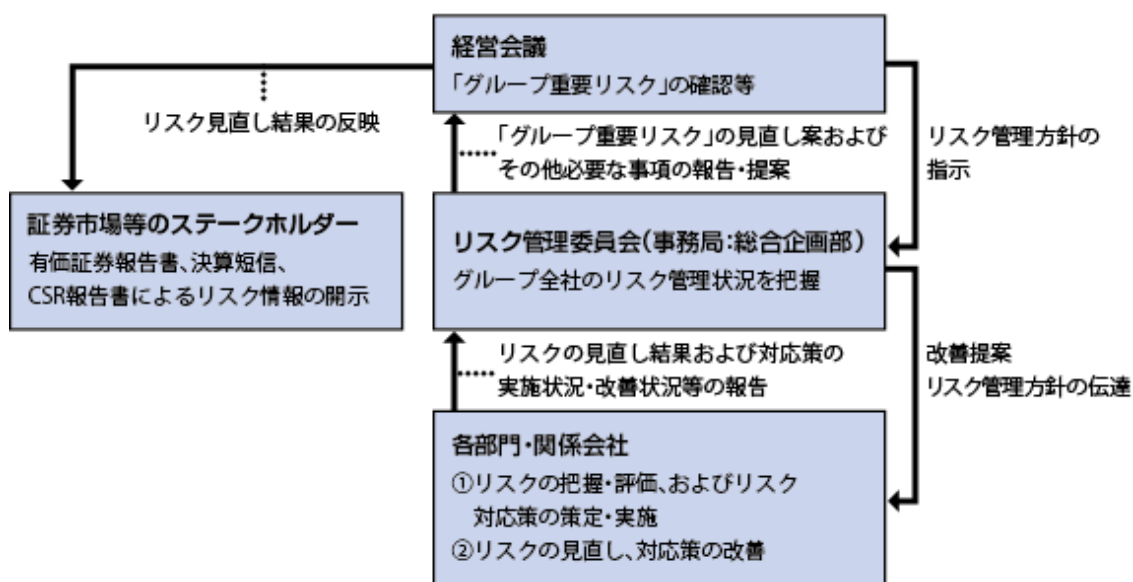 経営会議
「グループ重要リスク」の確認等
リスク見直し結果の反映
「グループ重要リスク」の見直し案および
その他必要な事項の報告・提案
リスク管理方針の
指示
証券市場等のステークホルダー
有価証券報告書、決算短信、
CSR報告書によるリスク情報の開示
リスク管理委員会(事務局:総合企画部)
グループ全社のリスク管理状況を把握
リスクの見直し結果および対応策の
実施状況・改善状況等の報告
改善提案
リスク管理方針の伝達
各部門・関係会社
①リスクの把握・評価、およびリスク
対応策の策定・実施
②リスクの見直し、対応策の改善